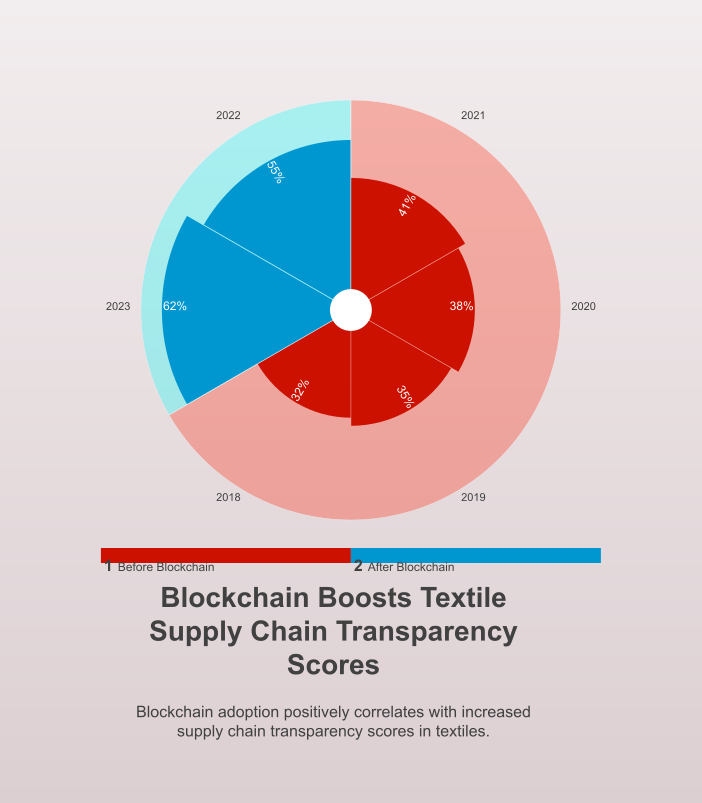 2022
2021
55%
41%
2023
62%
38%
2020
32%
35%
2018
2019
1 Before Blockchain
2 After Blockchain
Blockchain Boosts Textile
Supply Chain Transparency
Scores
Blockchain adoption positively correlates with increased
supply chain transparency scores in textiles.